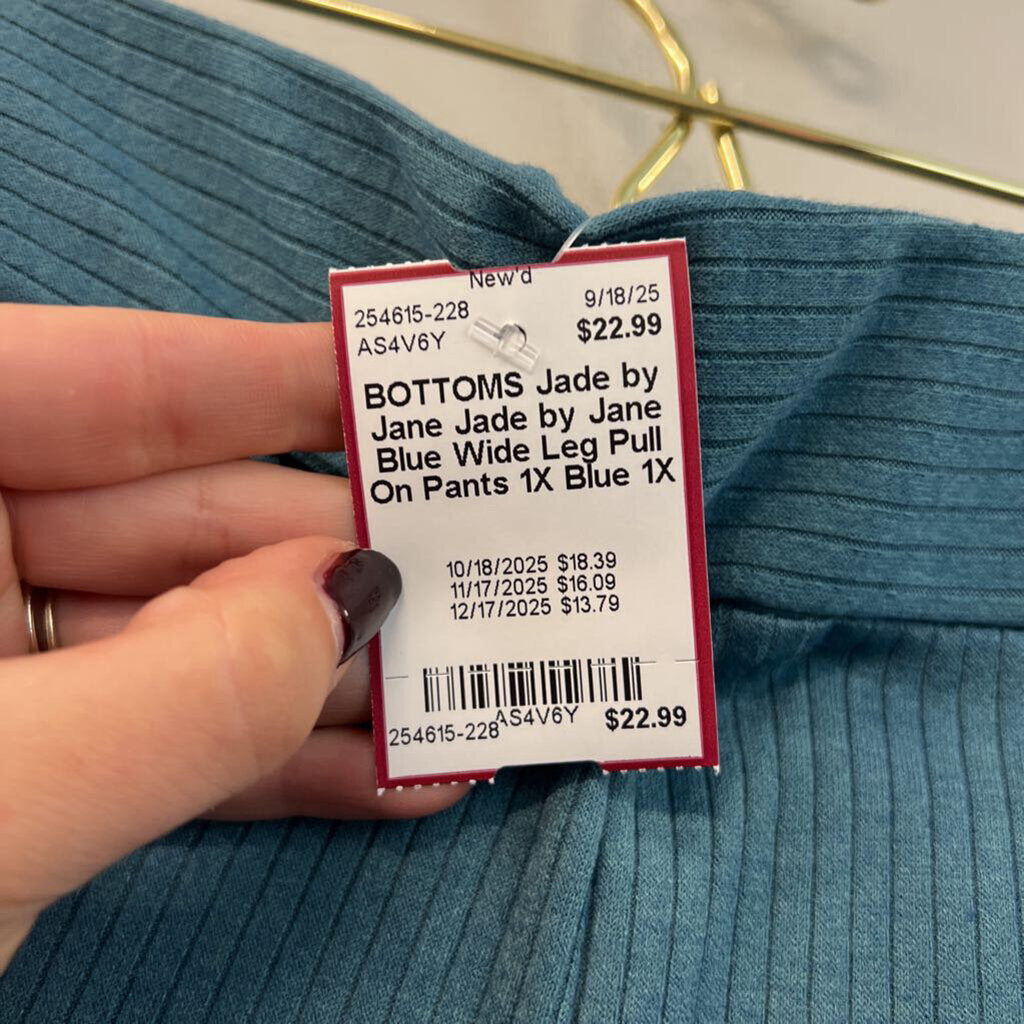 New'd
254615-228 9/18/25
AS4V6Y $22.99
BOTTOMS Jade by
Jane Jade by Jane
Blue Wide Leg Pull
On Pants 1X Blue 1X
10/18/2025 $18.39
11/17/2025 $16.09
12/17/2025 $13.79
254615-228 AS4V6Y $22.99